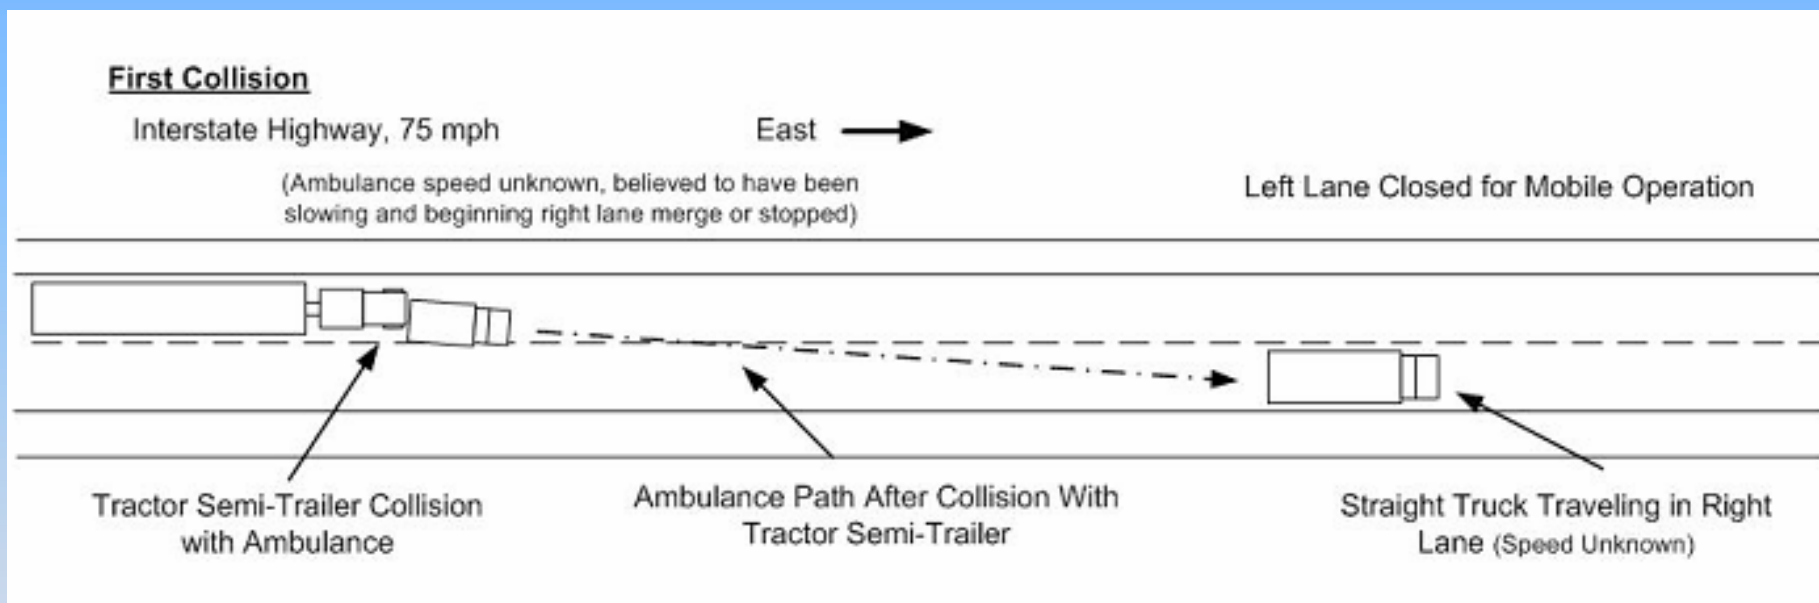 First Collision
Interstate Highway, 75 mph
East
(Ambulance speed unknown, believed to have been
slowing and beginning right lane merge or stopped)
Left Lane Closed for Mobile Operation
Tractor Semi-Trailer Collision
with Ambulance
Ambulance Path After Collision With
Tractor Semi-Trailer
Straight Truck Traveling in Right
Lane (Speed Unknown)